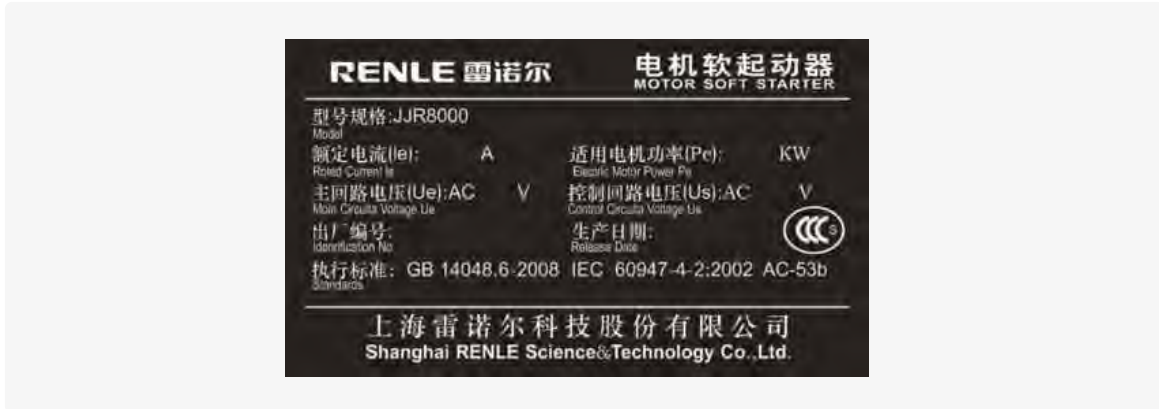 RENLE 雷诺尔 电机软起动器
MOTOR SOFT STARTER
型号规格:JJR8000
Model
额定电流(Ie): A 适用电机功率(Pe): KW
Rated Current Ie Electric Motor Power Pe
主回路电压(Ue):AC V 控制回路电压(Us):AC V
Main Circuita Voltage Ue Control Circuita Voltage Us
出厂编号: 生产日期:
Identification No Release Date
CCC S
执行标准: GB 14048.6-2008 IEC 60947-4-2:2002 AC-53b
Standards
上海雷诺尔科技股份有限公司
Shanghai RENLE Science&Technology Co.,Ltd.